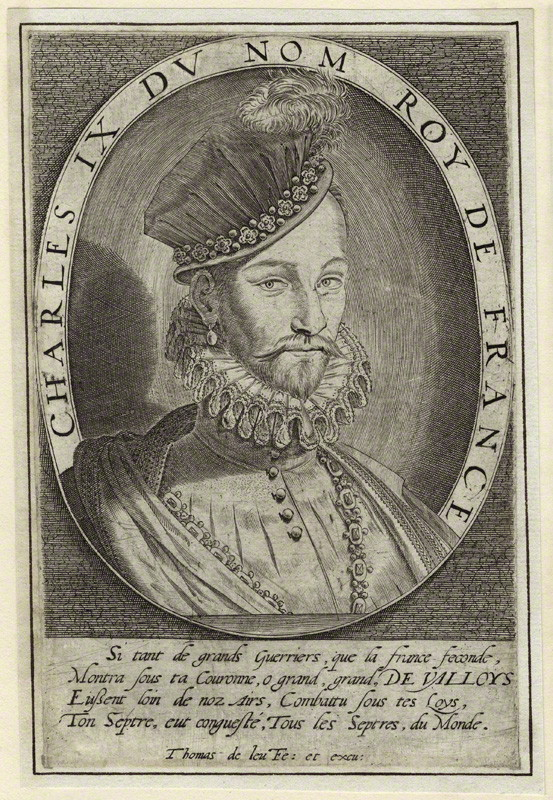 CHARLES IX DV NOM ROY DE FRANCE
Si tant de grands Guerriers, que la france feconde,
Montra sous ta Couronne, o grand, grand, DE VALLOYS
Eussent loin de noz Airs, Combattu sous tes Loys,
Ton Septre, eut conquesté, Tous les Septres, du Monde.
Thomas de leu Fe: et excu: